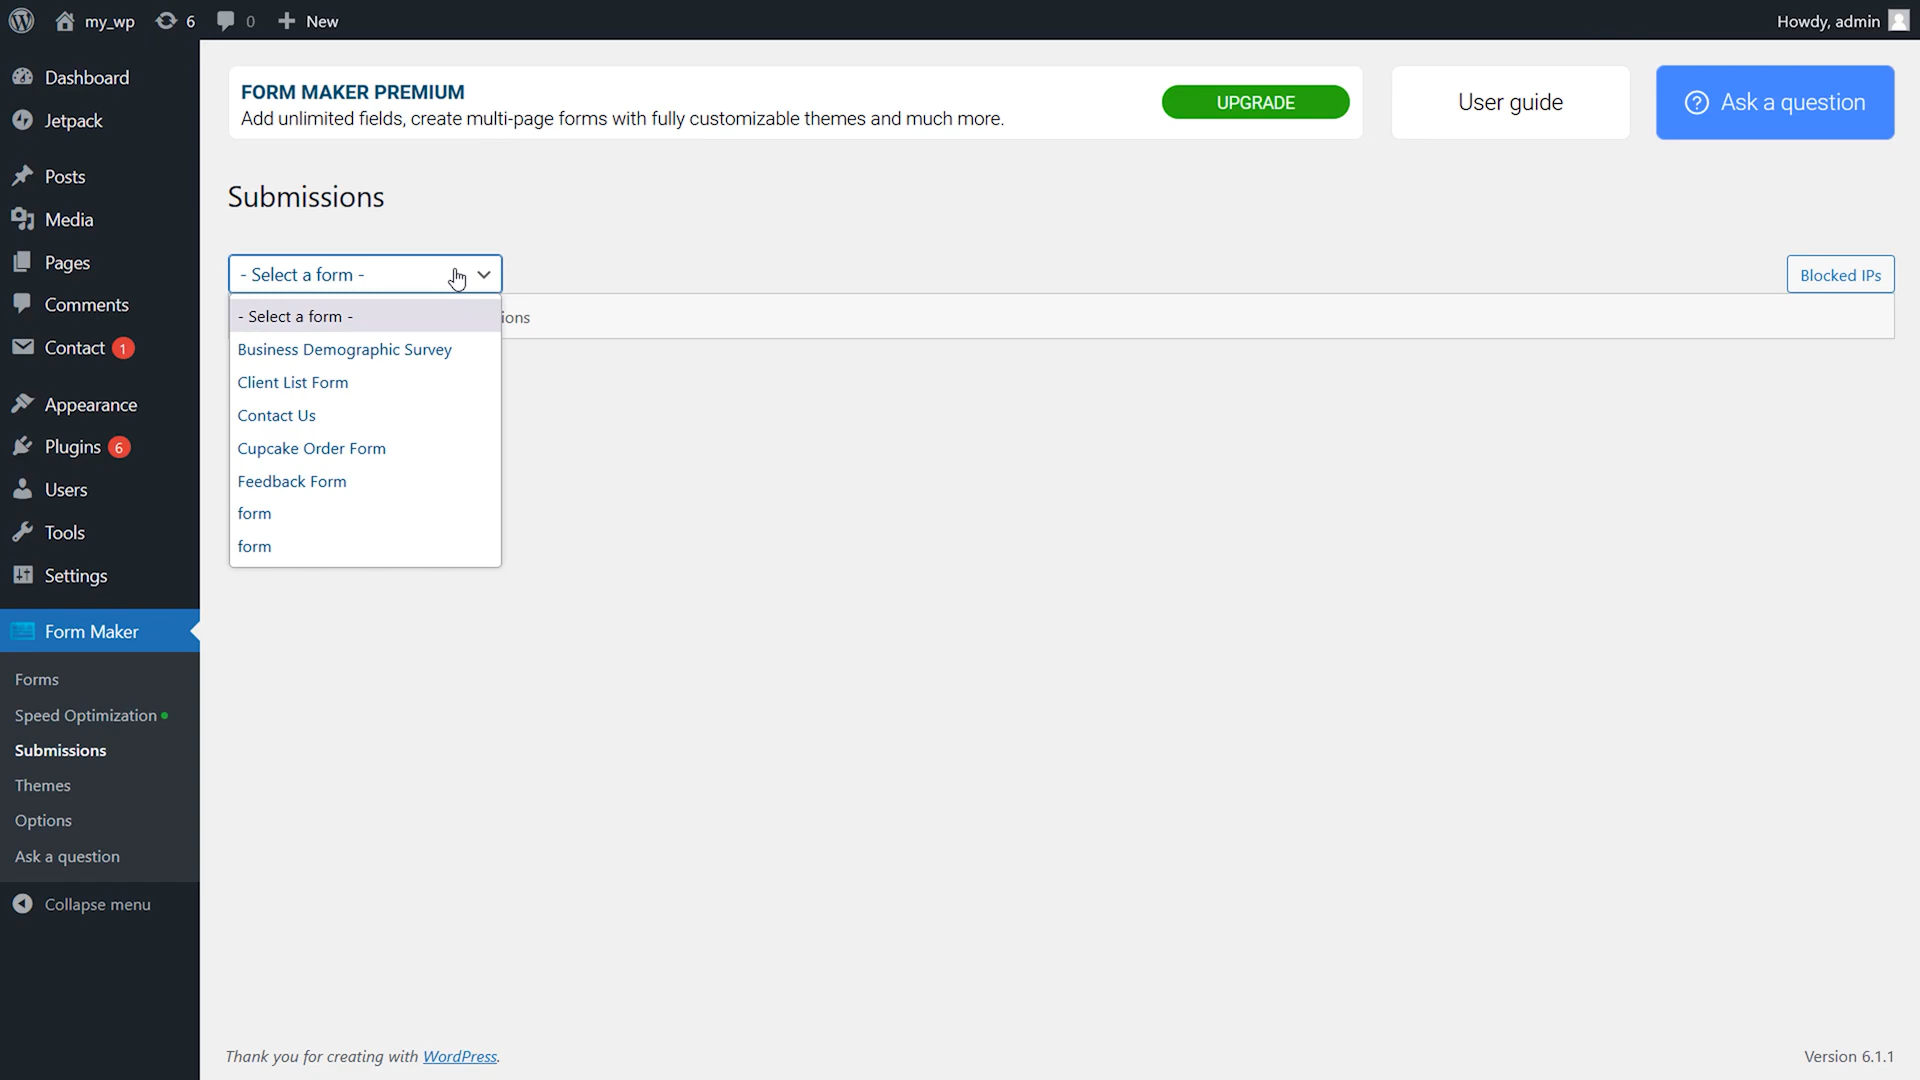 my_wp
6
0
New
Howdy, admin
Dashboard
Jetpack
Posts
Media
Pages
Comments
Contact 1
Appearance
Plugins 6
Users
Tools
Settings
Form Maker
Forms
Speed Optimization
Submissions
Themes
Options
Ask a question
Collapse menu
FORM MAKER PREMIUM
Add unlimited fields, create multi-page forms with fully customizable themes and much more.
UPGRADE
User guide
Ask a question
Submissions
- Select a form -
Blocked IPs
- Select a form -
ions
Business Demographic Survey
Client List Form
Contact Us
Cupcake Order Form
Feedback Form
form
form
Thank you for creating with WordPress.
Version 6.1.1